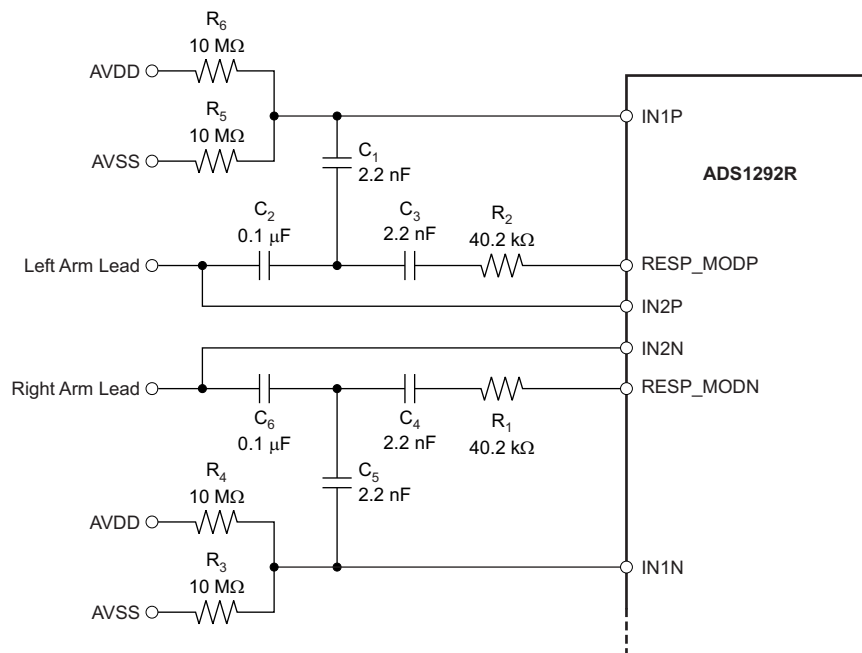 R6
10 MΩ
AVDD
IN1P
R5
10 MΩ
AVSS
C1
2.2 nF
ADS1292R
C2
0.1 μF
C3
2.2 nF
R2
40.2 kΩ
Left Arm Lead
RESP_MODP
IN2P
IN2N
Right Arm Lead
RESP_MODN
C6
0.1 μF
C4
2.2 nF
R1
40.2 kΩ
C5
2.2 nF
R4
10 MΩ
AVDD
IN1N
R3
10 MΩ
AVSS